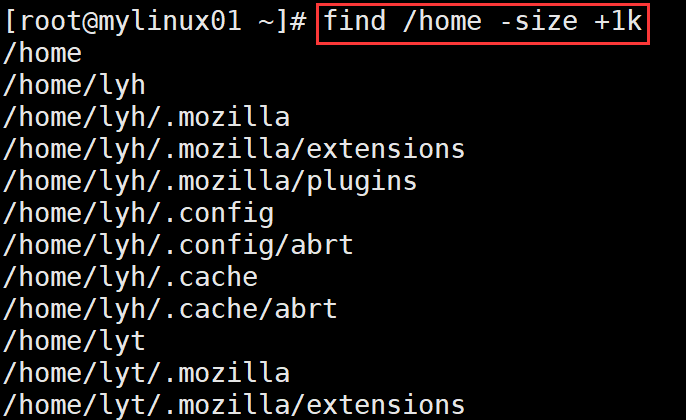 [root@mylinux01 ~]# find /home -size +1k
/home
/home/lyh
/home/lyh/.mozilla
/home/lyh/.mozilla/extensions
/home/lyh/.mozilla/plugins
/home/lyh/.config
/home/lyh/.config/abrt
/home/lyh/.cache
/home/lyh/.cache/abrt
/home/lyt
/home/lyt/.mozilla
/home/lyt/.mozilla/extensions